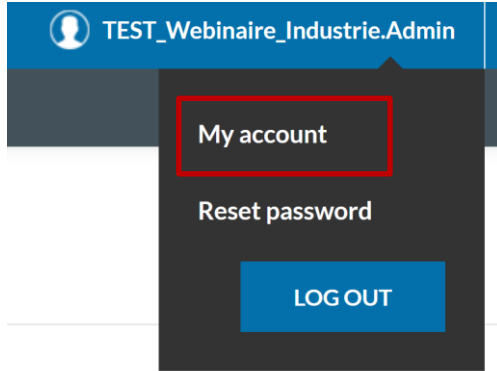 TEST_Webinaire_Industrie.Admin
My account
Reset password
LOG OUT